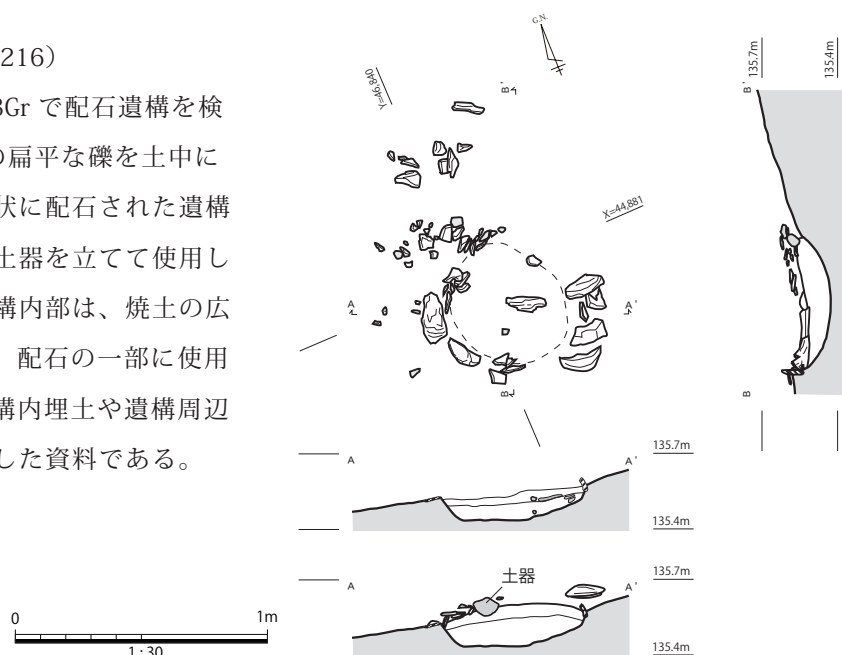 216）
3Gr で配石遺構を検
の扁平な礫を土中に
状に配石された遺構
土器を立てて使用し
構内部は、焼土の広
配石の一部に使用
構内埋土や遺構周辺
した資料である。
G.N.
Y=46,840
X=44,881
B'
A
A'
B
135.7m
135.4m
B'
B
A
A'
135.7m
135.4m
A
土器
A'
135.7m
135.4m
0
1m
1:30